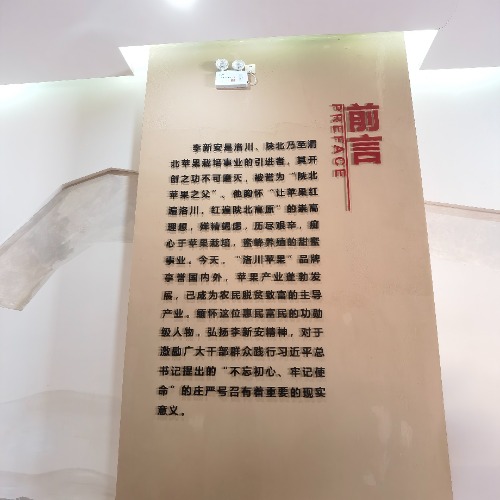 前言
PREFACE
李新安是洛川、陕北乃至渭
北苹果栽培事业的引进者，其开
创之功不可磨灭，被誉为“陕北
苹果之父”、他胸怀“让苹果红
遍洛川，红遍陕北高原”的崇高
理想，殚精竭虑，历尽艰辛，痴
心于苹果栽培，蜜蜂养殖的甜蜜
事业。今天，“洛川苹果”品牌
享誉国内外，苹果产业蓬勃发
展，已成为农民脱贫致富的主导
产业。缅怀这位惠民富民的功勋
级人物，弘扬李新安精神，对于
激励广大干部群众践行习近平总
书记提出的“不忘初心、牢记使
命”的庄严号召有着重要的现实
意义。